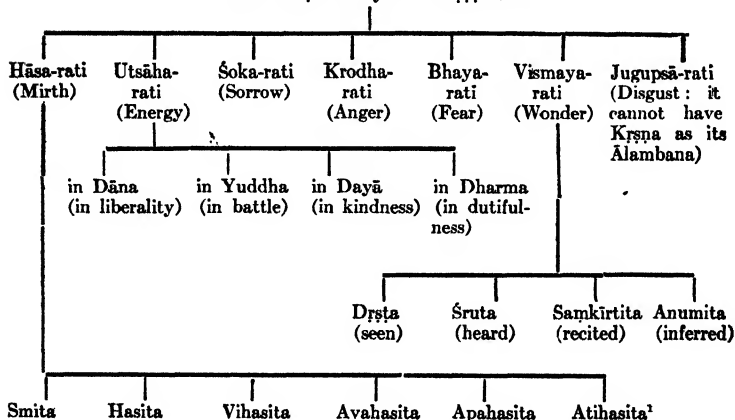 Hāsa-rati Utsāha- Śoka-rati Krodha- Bhaya- Vismaya- Jugupsā-rati
(Mirth) rati (Sorrow) rati rati rati (Disgust : it
(Energy) (Anger) (Fear) (Wonder) cannot have
Kṛṣṇa as its
Ālambana)
in Dāna in Yuddha in Dayā in Dharma
(in liberality) (in battle) (in kindness) (in dutiful-
ness)
Dṛṣṭa Śruta Saṃkīrtita Anumita
(seen) (heard) (recited) (inferred)
Smita Hasita Vihasita Avahasita Apahasita Atihasita¹